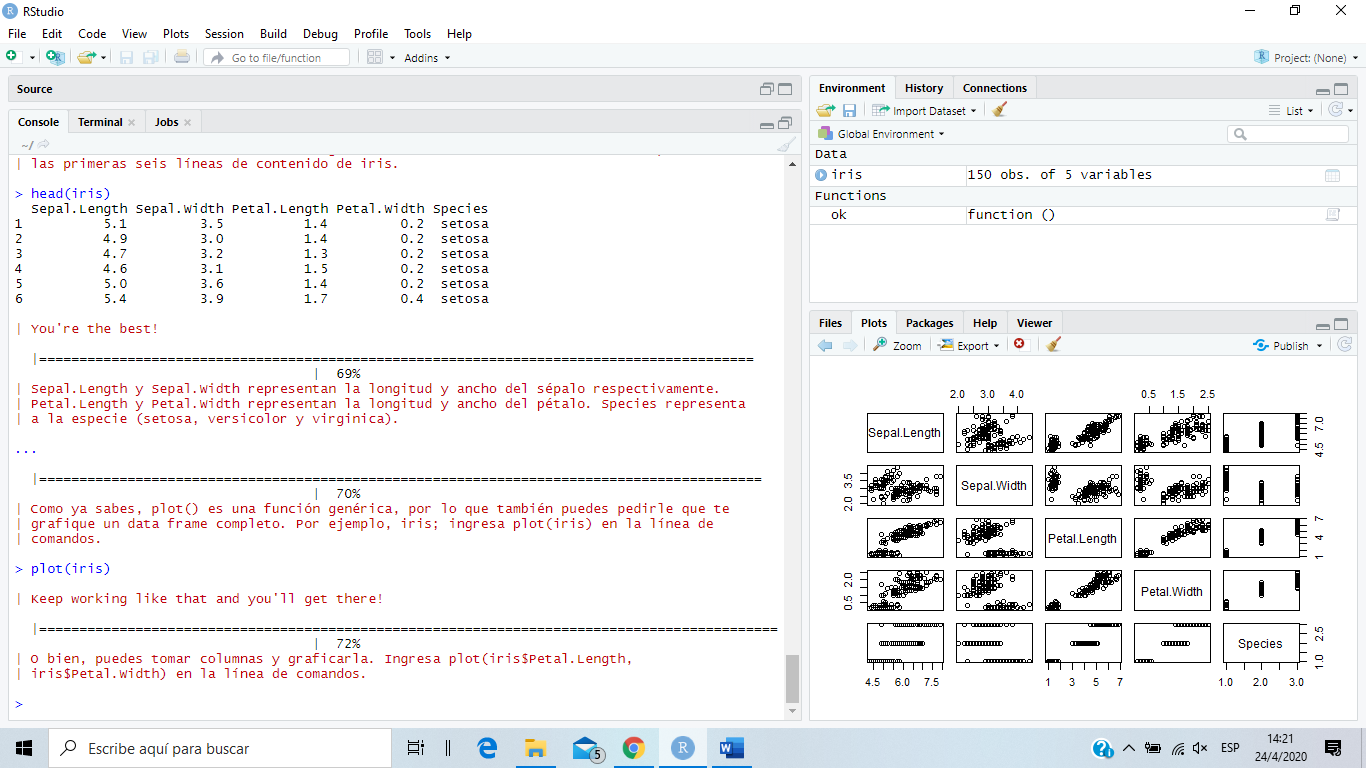 RStudio
File Edit Code View Plots Session Build Debug Profile Tools Help
Go to file/function Addins Project: (None)
Source
Console Terminal Jobs
~/
| las primeras seis líneas de contenido de iris.
> head(iris)
Sepal.Length Sepal.Width Petal.Length Petal.Width Species
1 5.1 3.5 1.4 0.2 setosa
2 4.9 3.0 1.4 0.2 setosa
3 4.7 3.2 1.3 0.2 setosa
4 4.6 3.1 1.5 0.2 setosa
5 5.0 3.6 1.4 0.2 setosa
6 5.4 3.9 1.7 0.4 setosa
| You're the best!
| 69%
| Sepal.Length y Sepal.Width representan la longitud y ancho del sépalo respectivamente.
| Petal.Length y Petal.Width representan la longitud y ancho del pétalo. Species representa
| a la especie (setosa, versicolor y virginica).
...
| 70%
| Como ya sabes, plot() es una función genérica, por lo que también puedes pedirle que te
| grafique un data frame completo. Por ejemplo, iris; ingresa plot(iris) en la línea de
| comandos.
> plot(iris)
| Keep working like that and you'll get there!
| 72%
| O bien, puedes tomar columnas y graficarla. Ingresa plot(iris$Petal.Length,
| iris$Petal.Width) en la línea de comandos.
>
Environment History Connections
Import Dataset List
Global Environment
Data
iris 150 obs. of 5 variables
Functions
ok function ()
Files Plots Packages Help Viewer
Zoom Export Publish
2.0 3.0 4.0 0.5 1.5 2.5
Sepal.Length 4.5 7.0
2.0 3.5 Sepal.Width
Petal.Length 1 4 7
0.5 2.0 Petal.Width
Species 1.0 2.5
4.5 6.0 7.5 1 3 5 7 1.0 2.0 3.0
Escribe aquí para buscar
5
ESP
14:21
24/4/2020